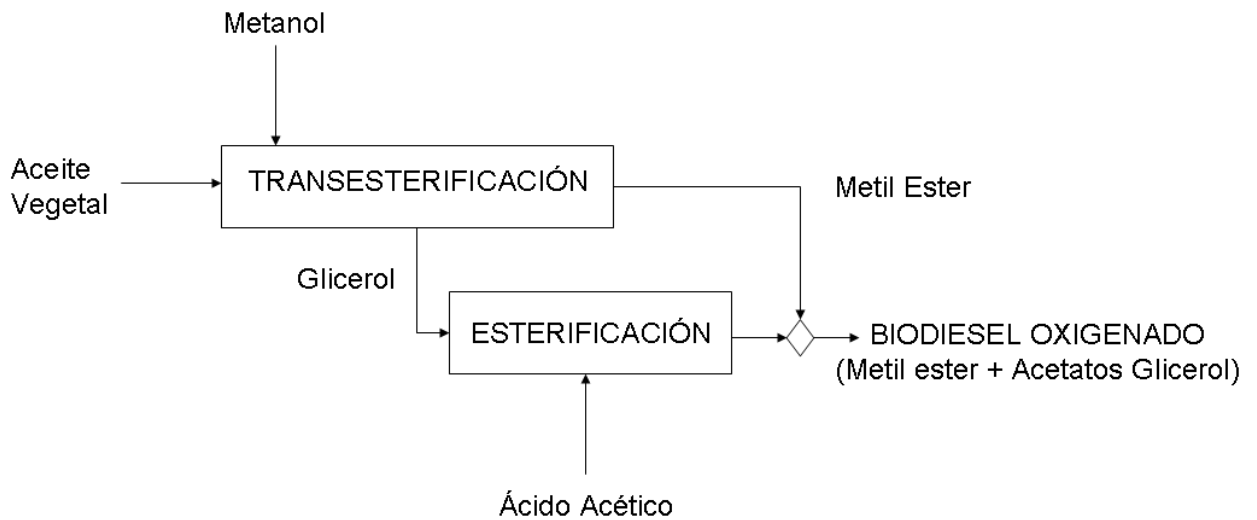 Metanol
Aceite
Vegetal
TRANSESTERIFICACIÓN
Metil Ester
Glicerol
ESTERIFICACIÓN
BIODIESEL OXIGENADO
(Metil ester + Acetatos Glicerol)
Ácido Acético